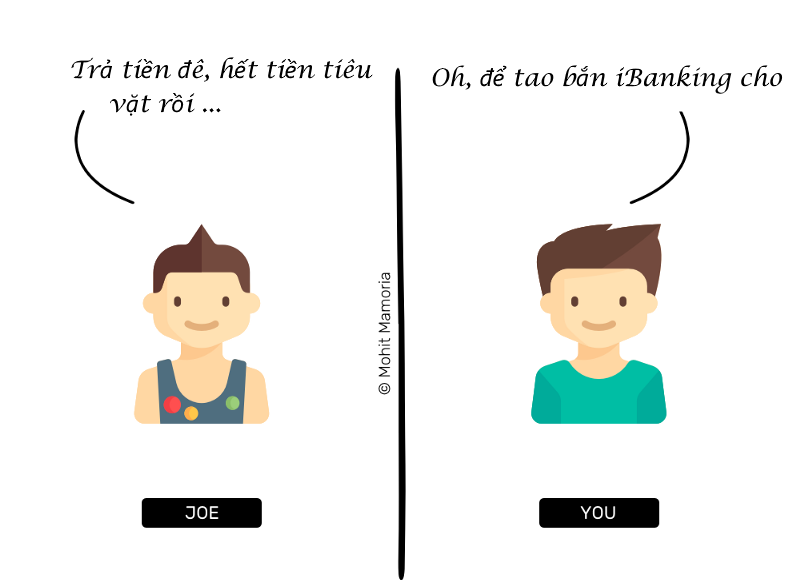 Trả tiền đê, hết tiền tiêu
vặt rồi ...
Oh, để tao bắn iBanking cho
© Mohit Mamoria
JOE
YOU